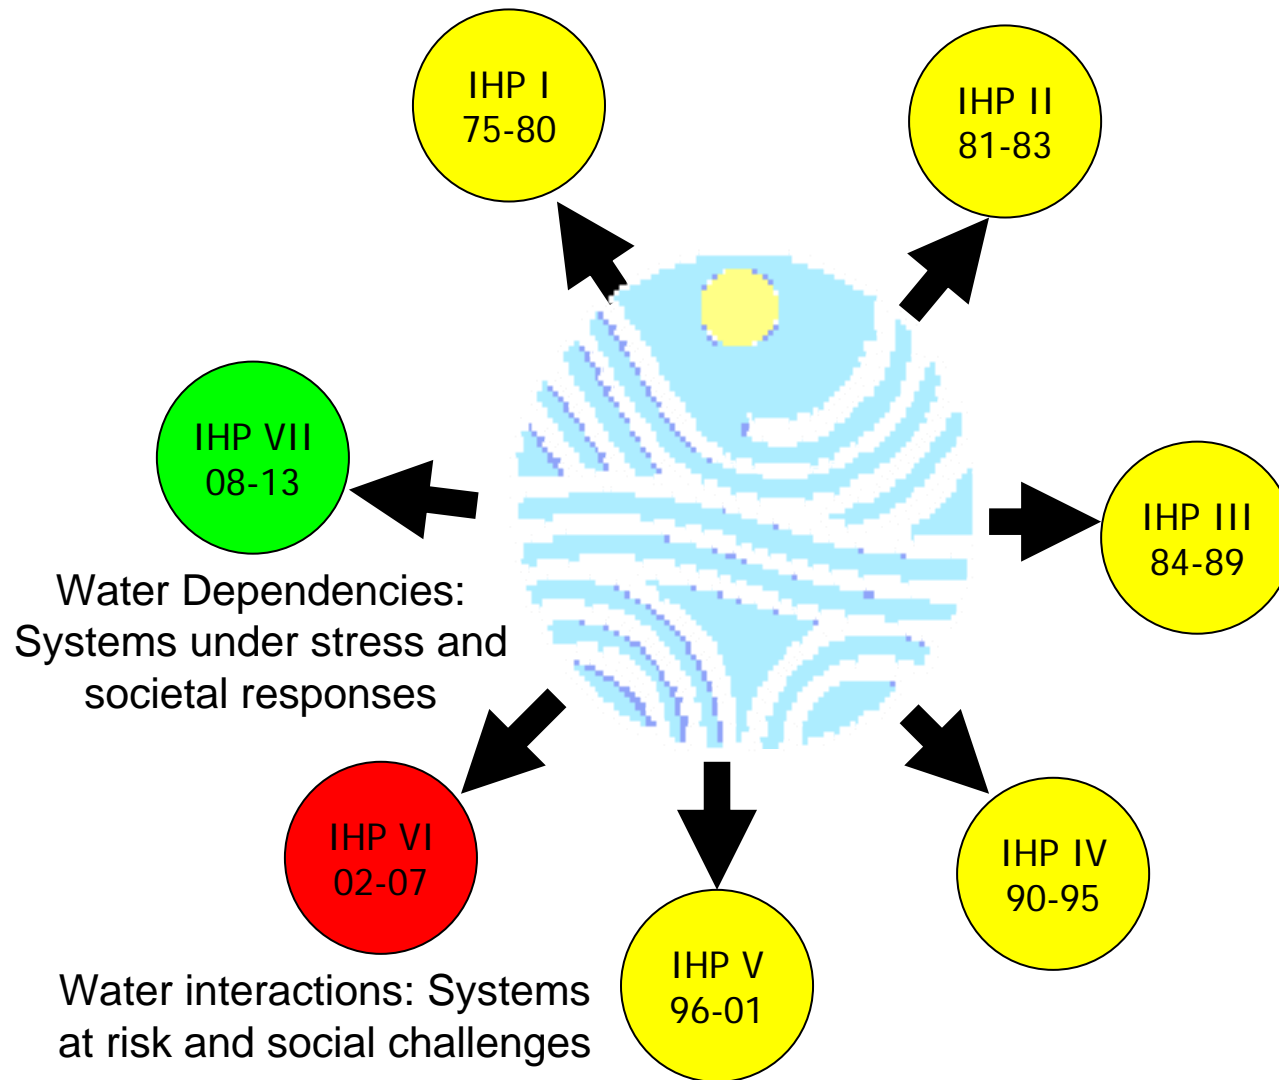 IHP I
75-80
IHP II
81-83
IHP VII
08-13
IHP III
84-89
Water Dependencies:
Systems under stress and
societal responses
IHP VI
02-07
IHP IV
90-95
IHP V
96-01
Water interactions: Systems
at risk and social challenges